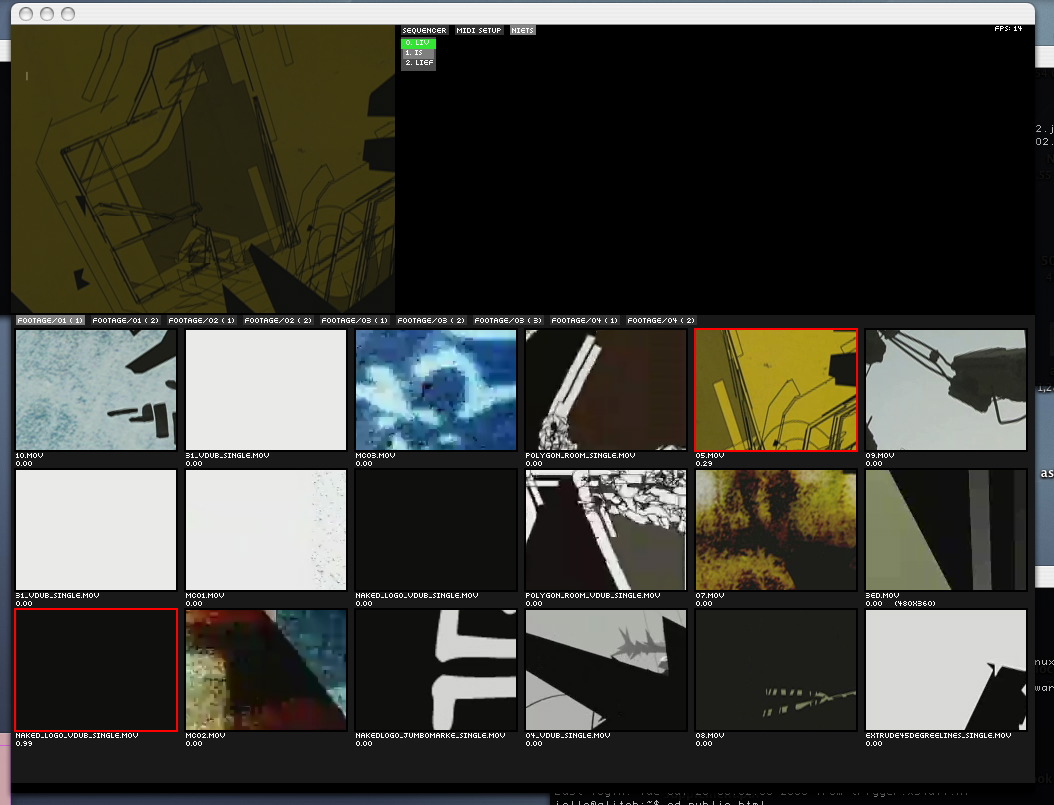 SEQUENCER MIDI SETUP NIETS FPS: 14
0. LIV
1. IS
2. LIEF
FOOTAGE/01 (1) FOOTAGE/01 (2) FOOTAGE/02 (1) FOOTAGE/02 (2) FOOTAGE/03 (1) FOOTAGE/03 (2) FOOTAGE/03 (3) FOOTAGE/04 (1) FOOTAGE/04 (2)
10.MOV 31_VDUB_SINGLE.MOV MC03.MOV POLYGON_ROOM_SINGLE.MOV 05.MOV 09.MOV
0.00 0.00 0.00 0.00 0.29 0.00
31_VDUB_SINGLE.MOV MC01.MOV NAKED_LOGO_VDUB_SINGLE.MOV POLYGON_ROOM_VDUB_SINGLE.MOV 07.MOV BED.MOV
0.00 0.00 0.00 0.00 0.00 0.00 (480X360)
NAKED_LOGO_VDUB_SINGLE.MOV MC02.MOV NAKEDLOGO_JUMBOMARKE_SINGLE.MOV 04_VDUB_SINGLE.MOV 08.MOV EXTRUDE45DEGREELINES_SINGLE.MOV
0.99 0.00 0.00 0.00 0.00 0.00